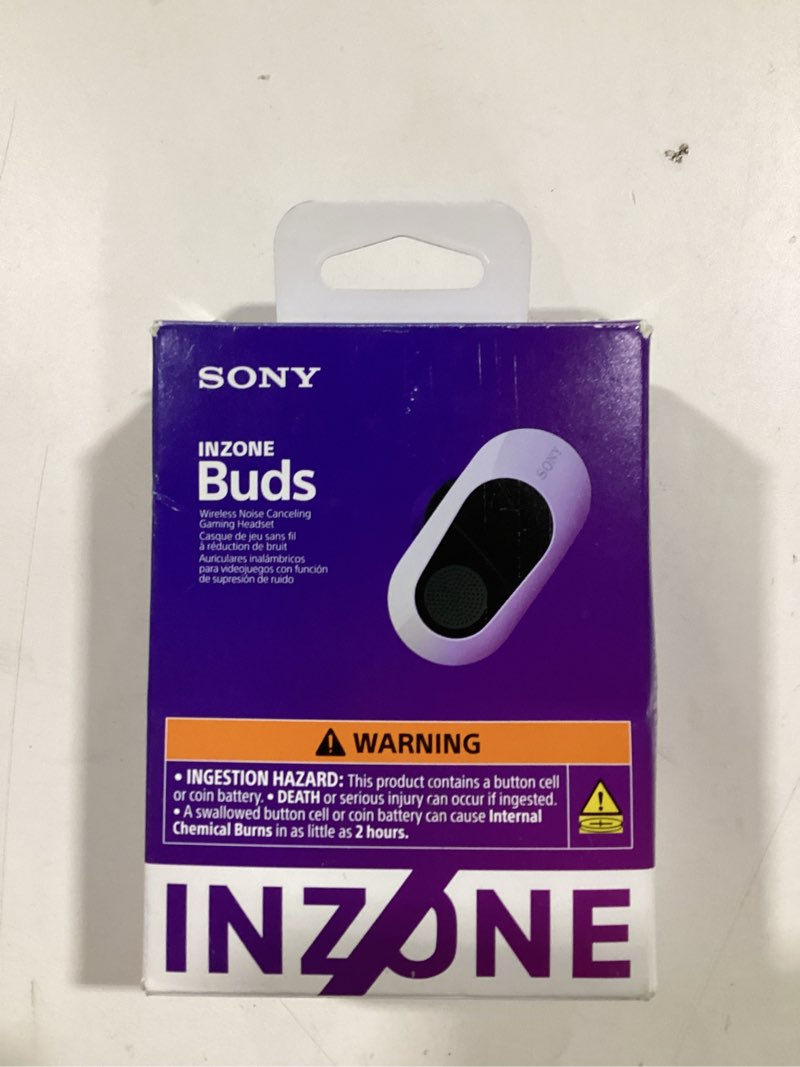 SONY
INZONE
Buds
Wireless Noise Canceling
Gaming Headset
Casque de jeu sans fil
à réduction de bruit
Auriculares inalámbricos
para videojuegos con función
de supresión de ruido
SONY
WARNING
• INGESTION HAZARD: This product contains a button cell
or coin battery. • DEATH or serious injury can occur if ingested.
• A swallowed button cell or coin battery can cause Internal
Chemical Burns in as little as 2 hours.
INZONE